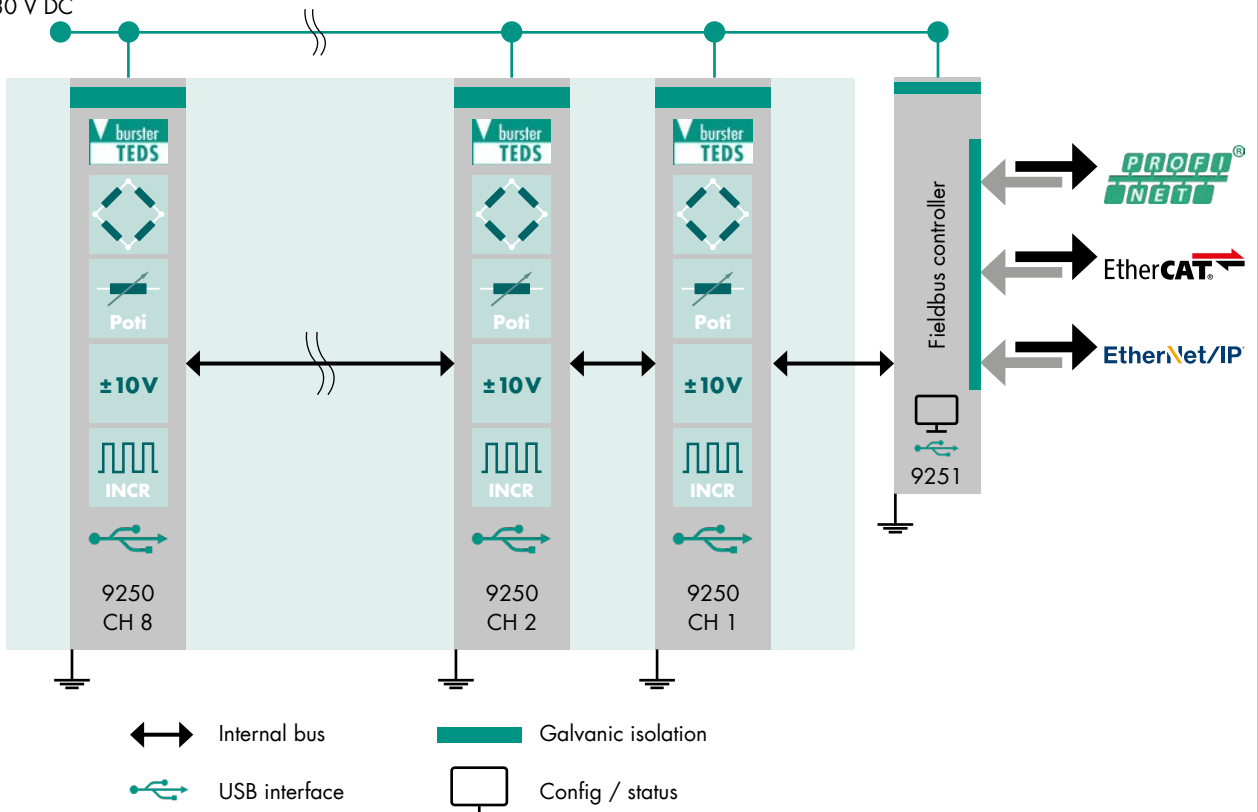 30 V DC
burster
TEDS
Poti
±10V
INCR
9250
CH 8
burster
TEDS
Poti
±10V
INCR
9250
CH 2
burster
TEDS
Poti
±10V
INCR
9250
CH 1
Fieldbus controller
9251
PROFI
NET®
EtherCAT®
EtherNet/IP
Internal bus
Galvanic isolation
USB interface
Config / status